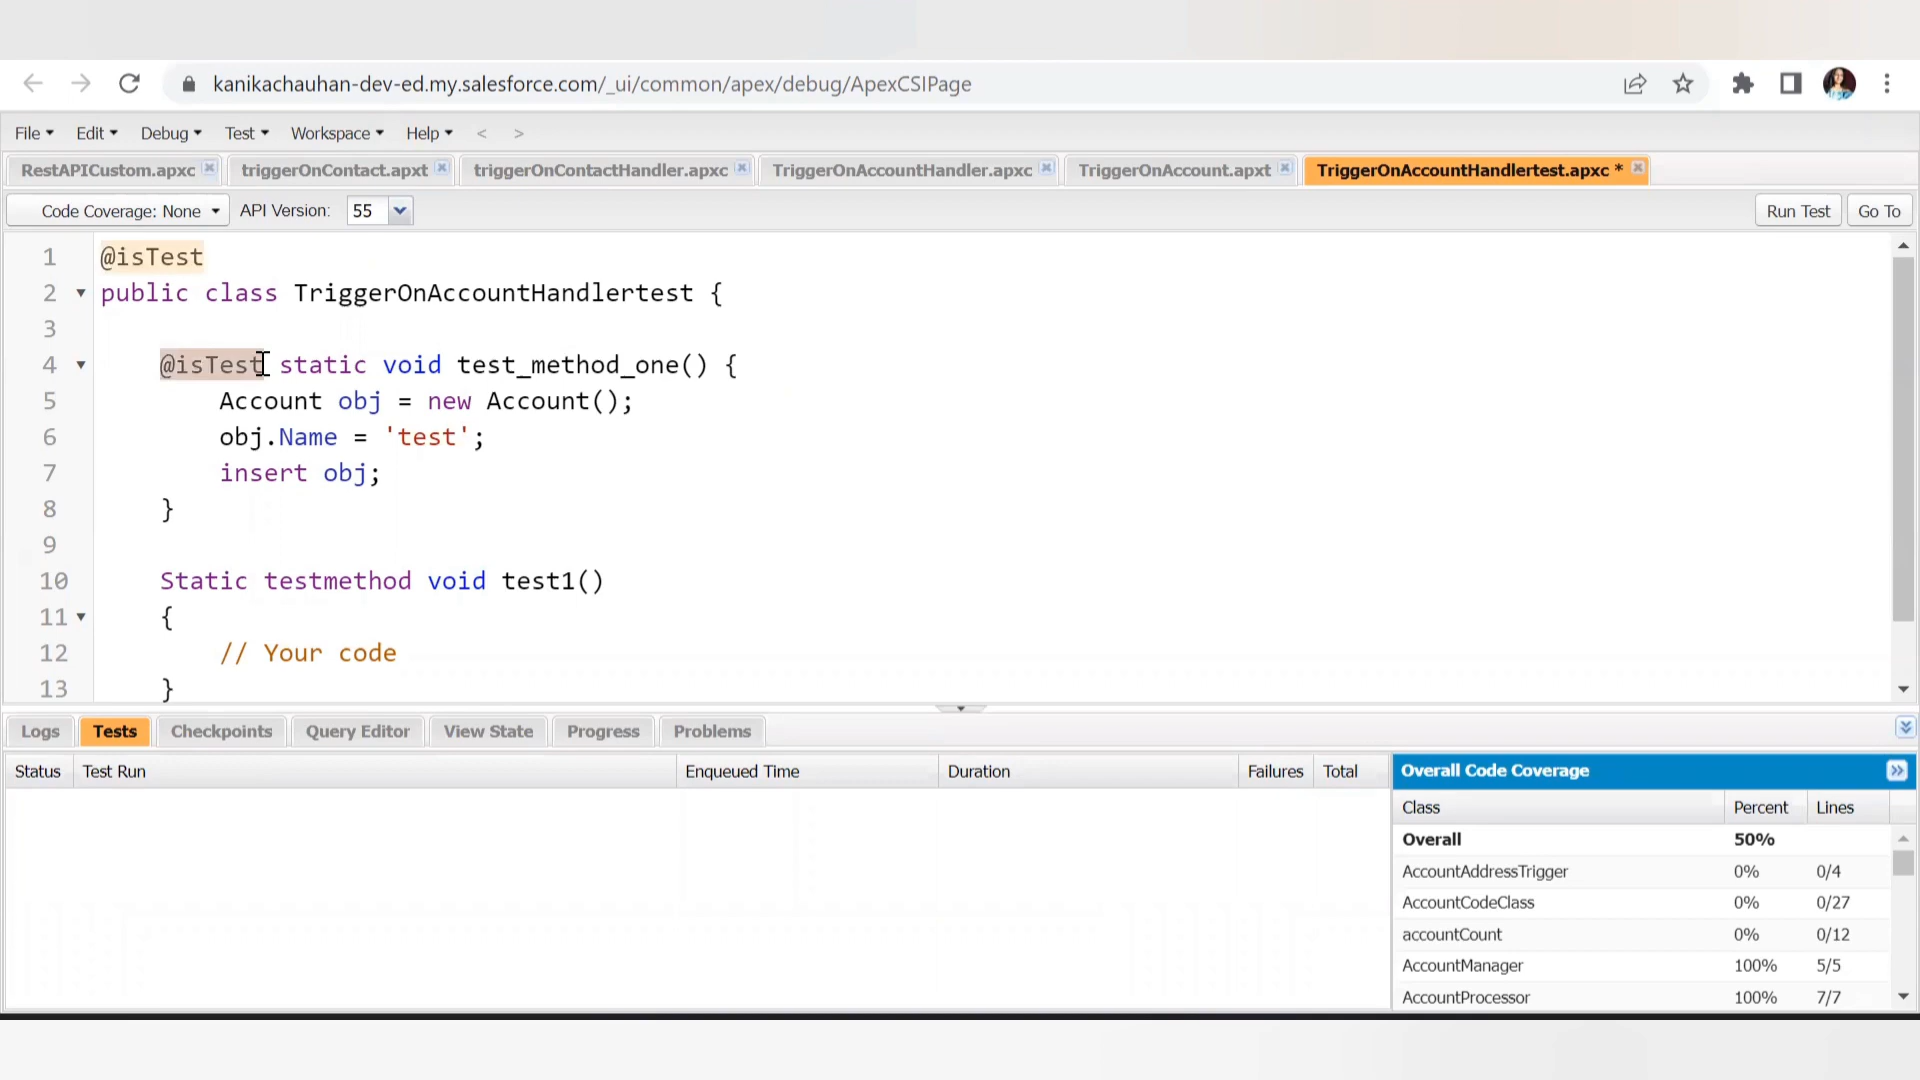 kanikachauhan-dev-ed.my.salesforce.com/_ui/common/apex/debug/ApexCSIPage
File Edit Debug Test Workspace Help < >
RestAPICustom.apxc triggerOnContact.apxt triggerOnContactHandler.apxc TriggerOnAccountHandler.apxc TriggerOnAccount.apxt TriggerOnAccountHandlertest.apxc *
Code Coverage: None API Version: 55 Run Test Go To
1 @isTest
2 public class TriggerOnAccountHandlertest {
3
4 @isTest static void test_method_one() {
5 Account obj = new Account();
6 obj.Name = 'test';
7 insert obj;
8 }
9
10 Static testmethod void test1()
11 {
12 // Your code
13 }
Logs Tests Checkpoints Query Editor View State Progress Problems
Status Test Run Enqueued Time Duration Failures Total
Overall Code Coverage
Class Percent Lines
Overall 50%
AccountAddressTrigger 0% 0/4
AccountCodeClass 0% 0/27
accountCount 0% 0/12
AccountManager 100% 5/5
AccountProcessor 100% 7/7